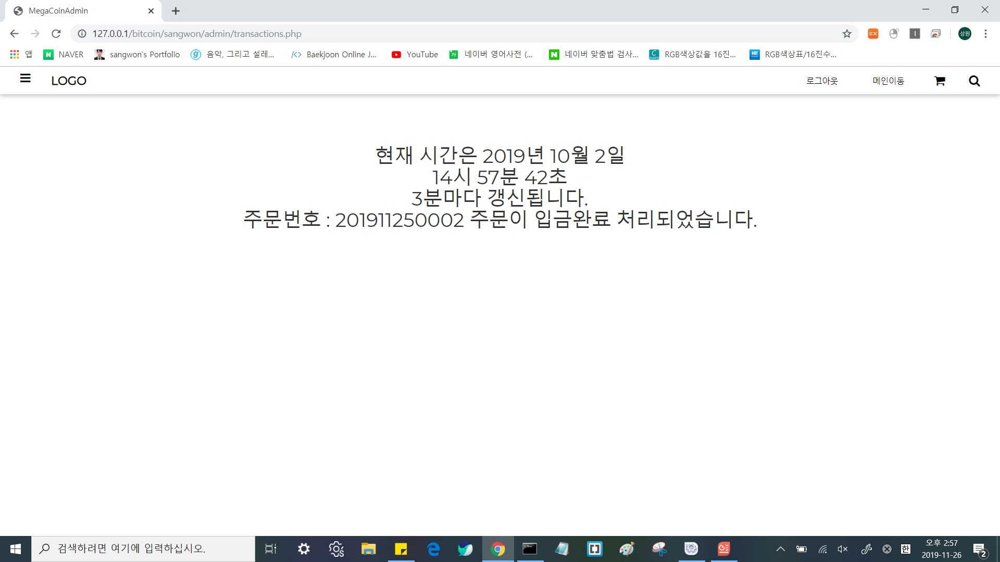 MegaCoinAdmin
127.0.0.1/bitcoin/sangwon/admin/transactions.php
EX
I
상원
앱
NAVER
sangwon's Portfolio
음악, 그리고 설레...
Baekjoon Online J...
YouTube
네이버 영어사전 (...
네이버 맞춤법 검사...
RGB색상값을 16진...
RGB색상표/16진수...
LOGO
로그아웃
메인이동
현재 시간은 2019년 10월 2일
14시 57분 42초
3분마다 갱신됩니다.
주문번호 : 201911250002 주문이 입금완료 처리되었습니다.
검색하려면 여기에 입력하십시오.
한
오후 2:57
2019-11-26
2